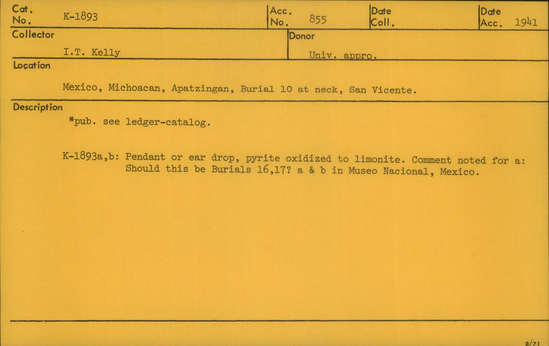 Cat. No. K-1893 Acc. No. 855 Date Coll. Date Acc. 1941
Collector Donor
I.T. Kelly Univ. appro.
Location
Mexico, Michoacan, Apatzingan, Burial 10 at neck, San Vicente.
Description
*pub. see ledger-catalog.
K-1893a,b: Pendant or ear drop, pyrite oxidized to limonite. Comment noted for a:
Should this be Burials 16,17? a & b in Museo Nacional, Mexico.